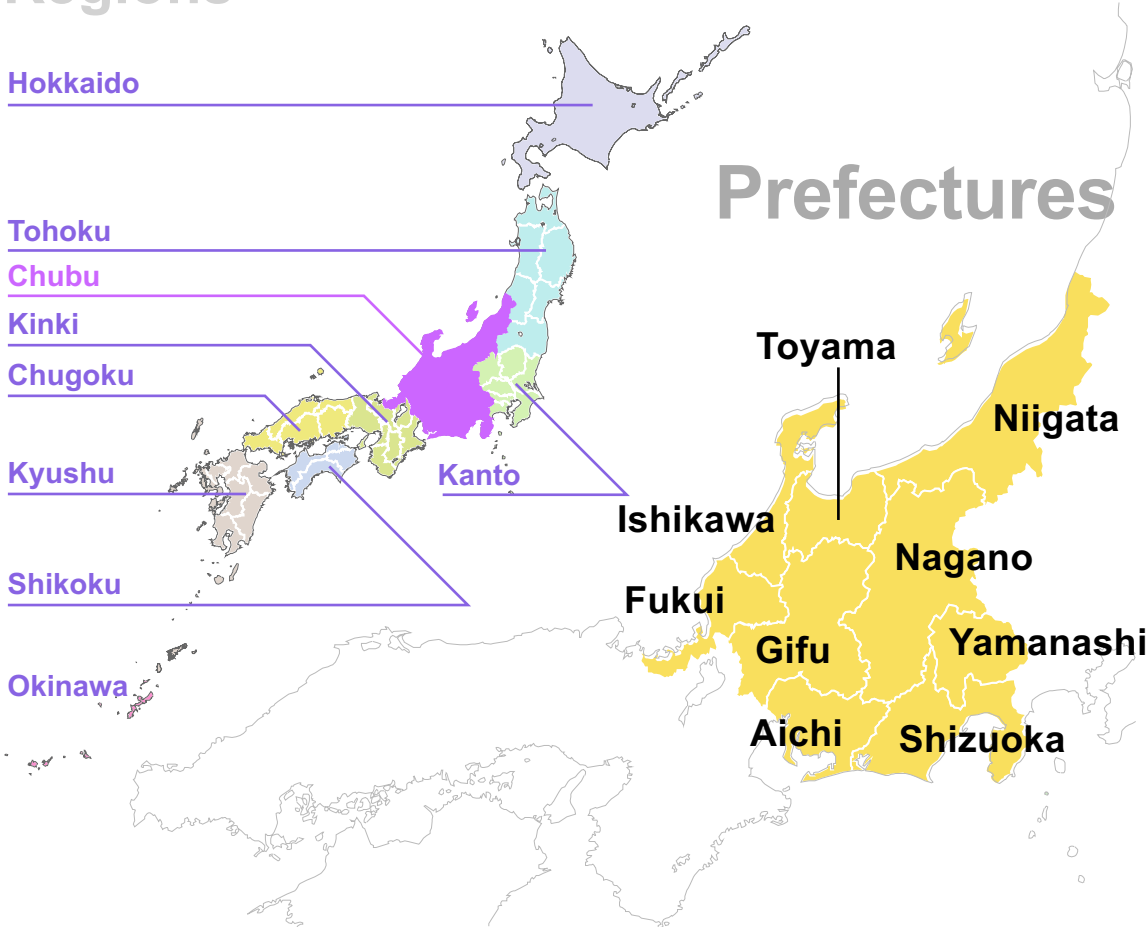 Regions
Hokkaido
Prefectures
Tohoku
Chubu
Kinki
Chugoku
Kyushu
Kanto
Shikoku
Okinawa
Toyama
Niigata
Ishikawa
Nagano
Fukui
Gifu
Yamanashi
Aichi
Shizuoka